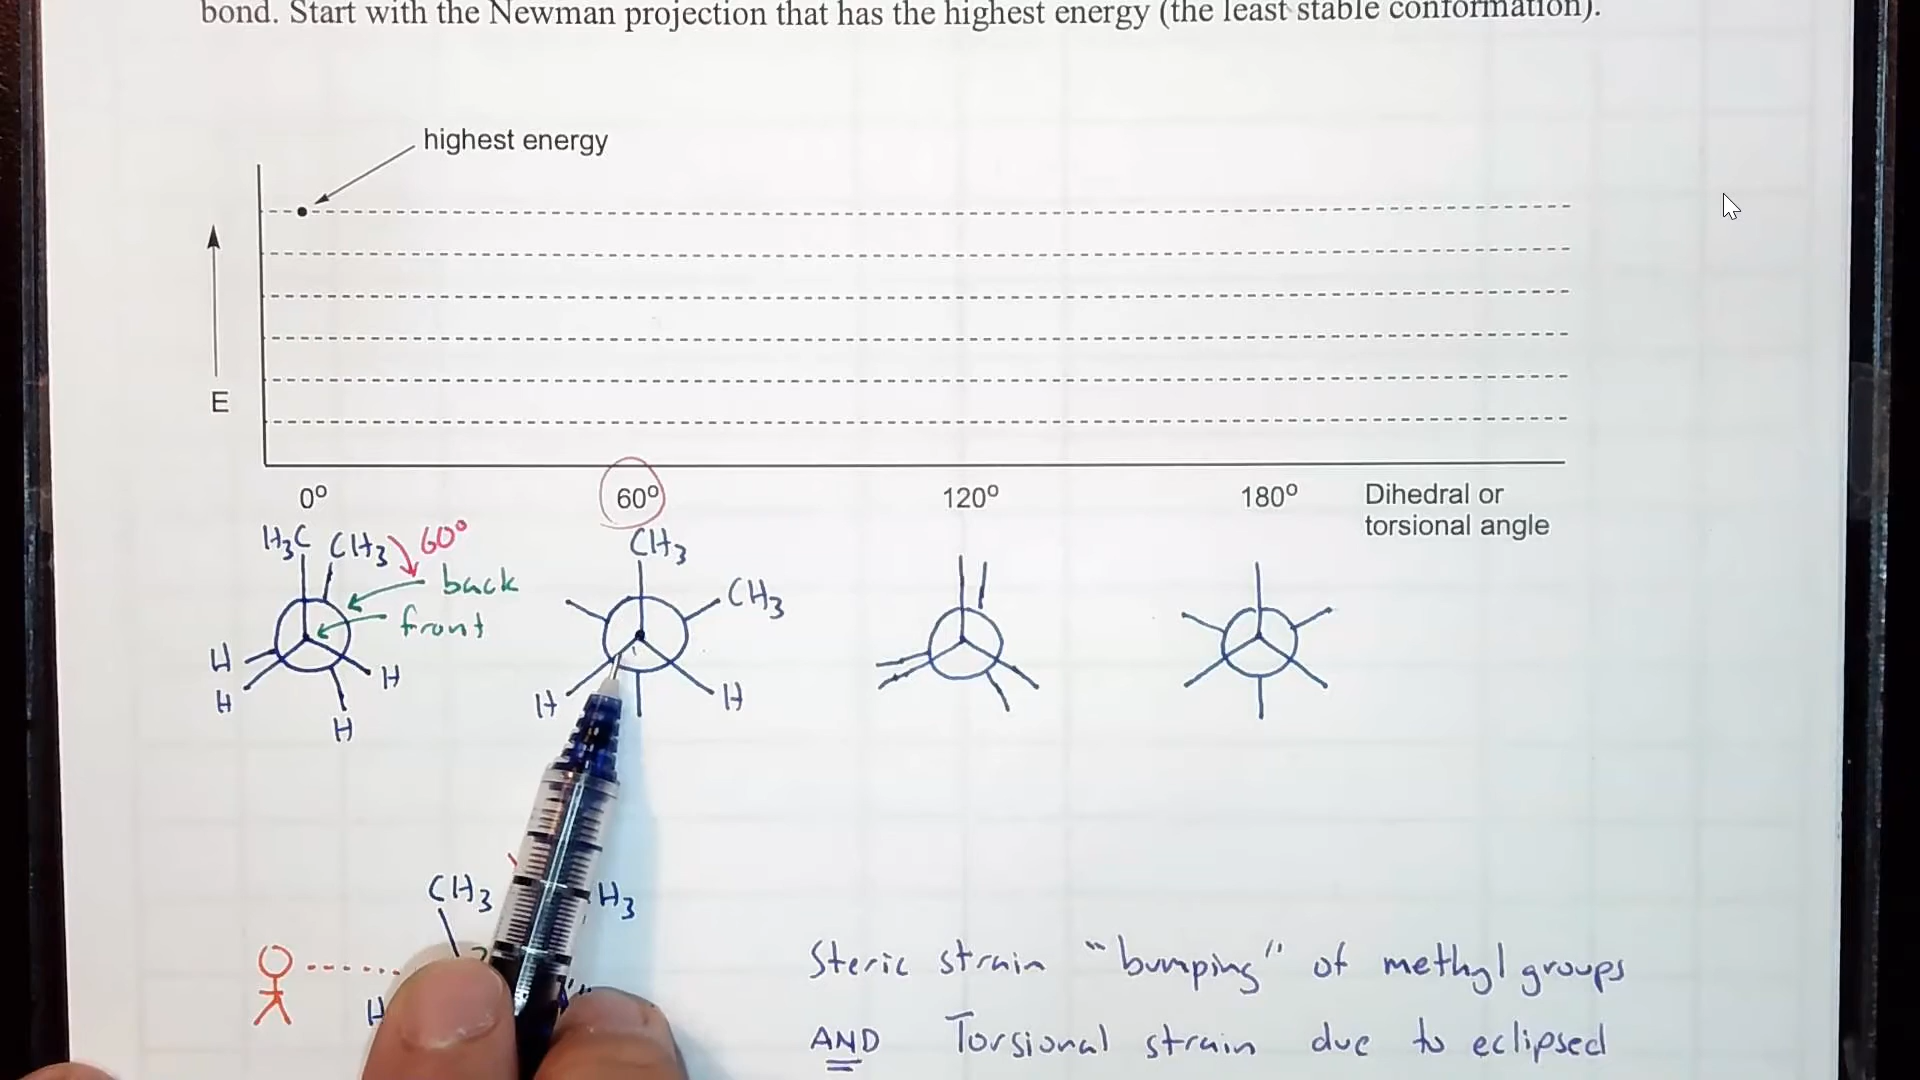 bond. Start with the Newman projection that has the highest energy (the least stable conformation).
highest energy
E
0° 60° 120° 180° Dihedral or
torsional angle
H₃C CH₃ 60° CH₃
back CH₃
front
H H
H H H H
CH₃ H₃
H
Steric strain "bumping" of methyl groups
AND Torsional strain due to eclipsed